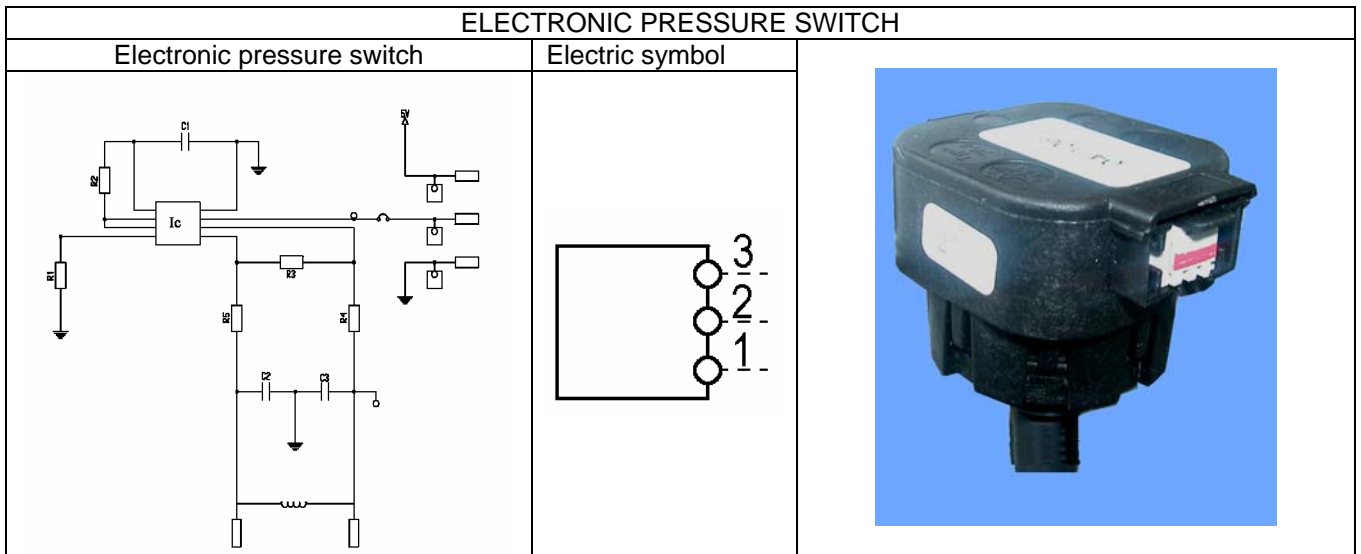 ELECTRONIC PRESSURE SWITCH
Electronic pressure switch
Electric symbol
C1
5V
R2
Ic
R1
R3
R5
R4
C2
C3
3
2
1